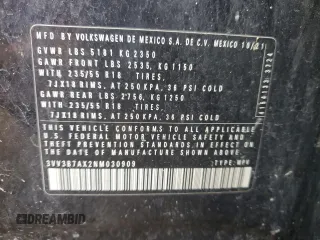 MFD BY VOLKSWAGEN DE MEXICO S.A. DE C.V. MEXICO 10/21
GVWR LBS 5181 KG 2350
GAWR FRONT LBS 2535, KG 1150
WITH 235/55 R18 TIRES,
7JX18 RIMS, AT 250 KPA, 36 PSI COLD
GAWR REAR LBS 2756, KG 1250
WITH 235/55 R18 TIRES,
7JX18 RIMS, AT 250 KPA, 36 PSI COLD
THIS VEHICLE CONFORMS TO ALL APPLICABLE
U.S. FEDERAL MOTOR VEHICLE SAFETY
AND THEFT PREVENTION STANDARDS IN EFFECT
ON THE DATE OF MANUFACTURE SHOWN ABOVE.
3VV3B7AX2NM030909 TYPE: MPV
DREAMBID